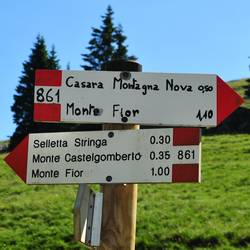 861 Casara Montagna Nova 0,50
Monte Fior 1,10
Selletta Stringa 0.30
Monte Castelgomberto 0.35 861
Monte Fior 1.00